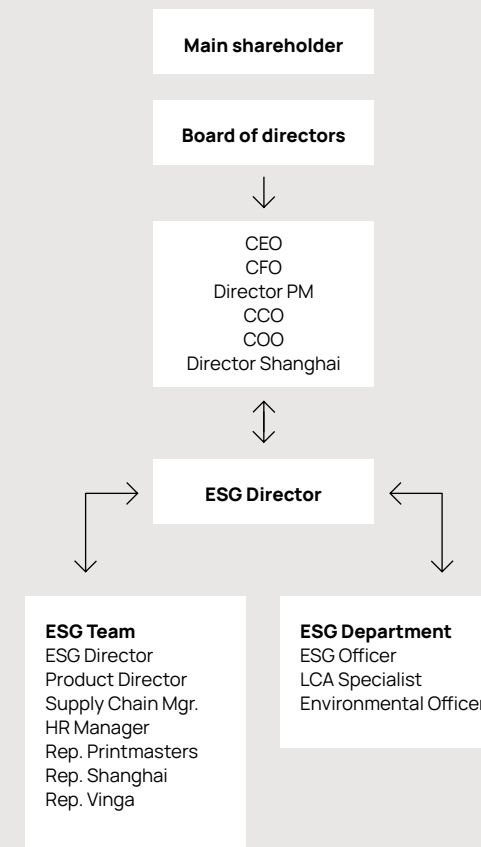 Main shareholder
Board of directors
CEO
CFO
Director PM
CCO
COO
Director Shanghai
ESG Director
ESG Team
ESG Director
Product Director
Supply Chain Mgr.
HR Manager
Rep. Printmasters
Rep. Shanghai
Rep. Vinga
ESG Department
ESG Officer
LCA Specialist
Environmental Officer